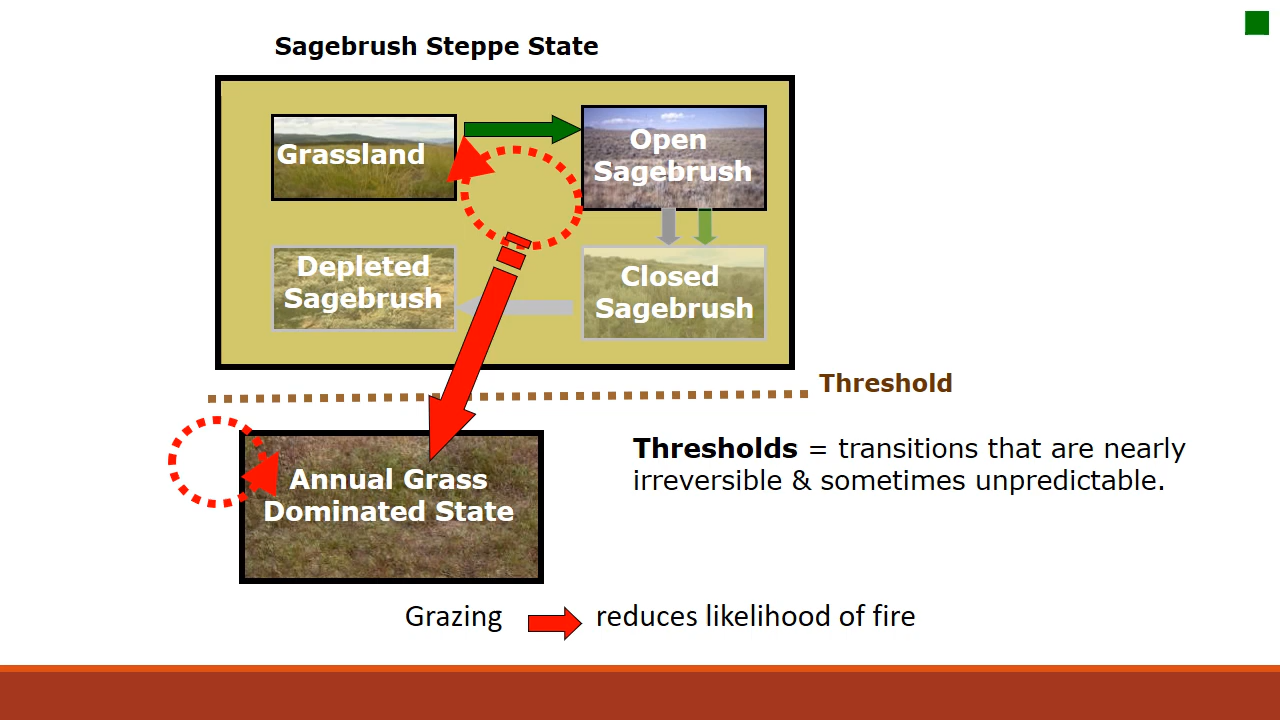 Sagebrush Steppe State
Grassland
Open
Sagebrush
Depleted
Sagebrush
Closed
Sagebrush
Threshold
Thresholds = transitions that are nearly
irreversible & sometimes unpredictable.
Annual Grass
Dominated State
Grazing reduces likelihood of fire